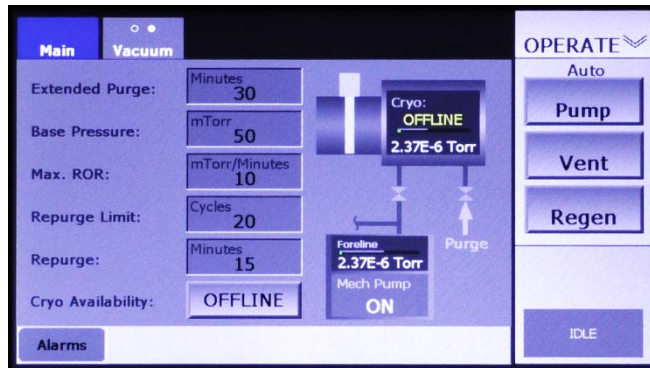 Main
Vacuum
OPERATE
Auto
Pump
Vent
Regen
IDLE
Extended Purge:
Minutes
30
Base Pressure:
mTorr
50
Max. ROR:
mTorr/Minutes
10
Repurge Limit:
Cycles
20
Repurge:
Minutes
15
Cryo Availability:
OFFLINE
Cryo:
OFFLINE
2.37E-6 Torr
Purge
Foreline
2.37E-6 Torr
Mech Pump
ON
Alarms